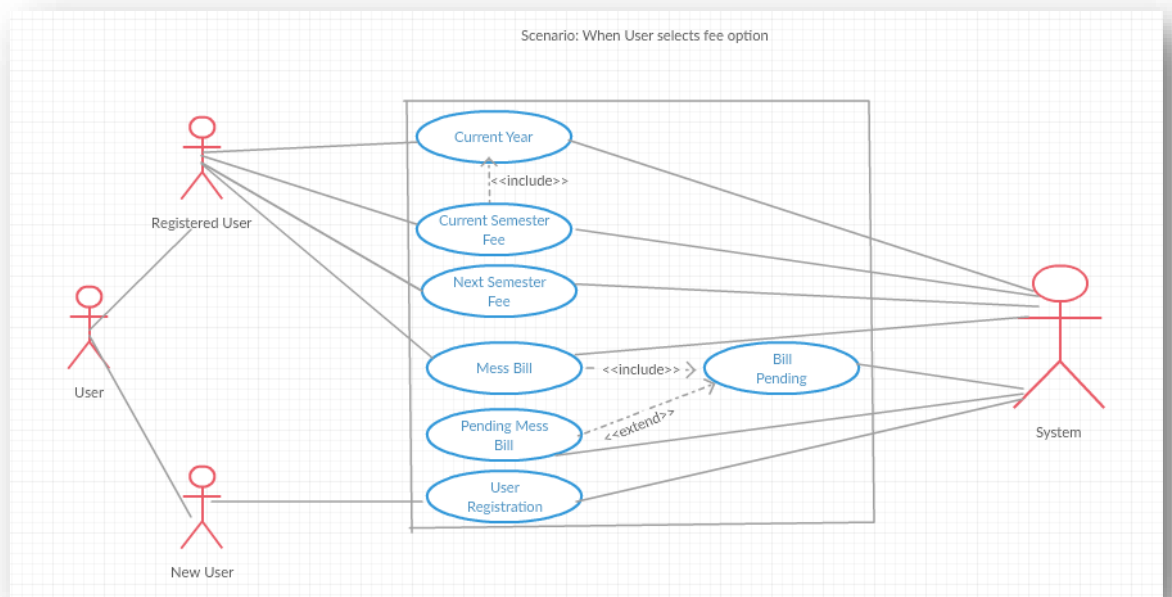 Scenario: When User selects fee option
Current Year
<<include>>
Registered User
Current Semester
Fee
Next Semester
Fee
User
Mess Bill
<<include>>
Bill
Pending
Pending Mess
Bill
<<extend>>
System
User
Registration
New User